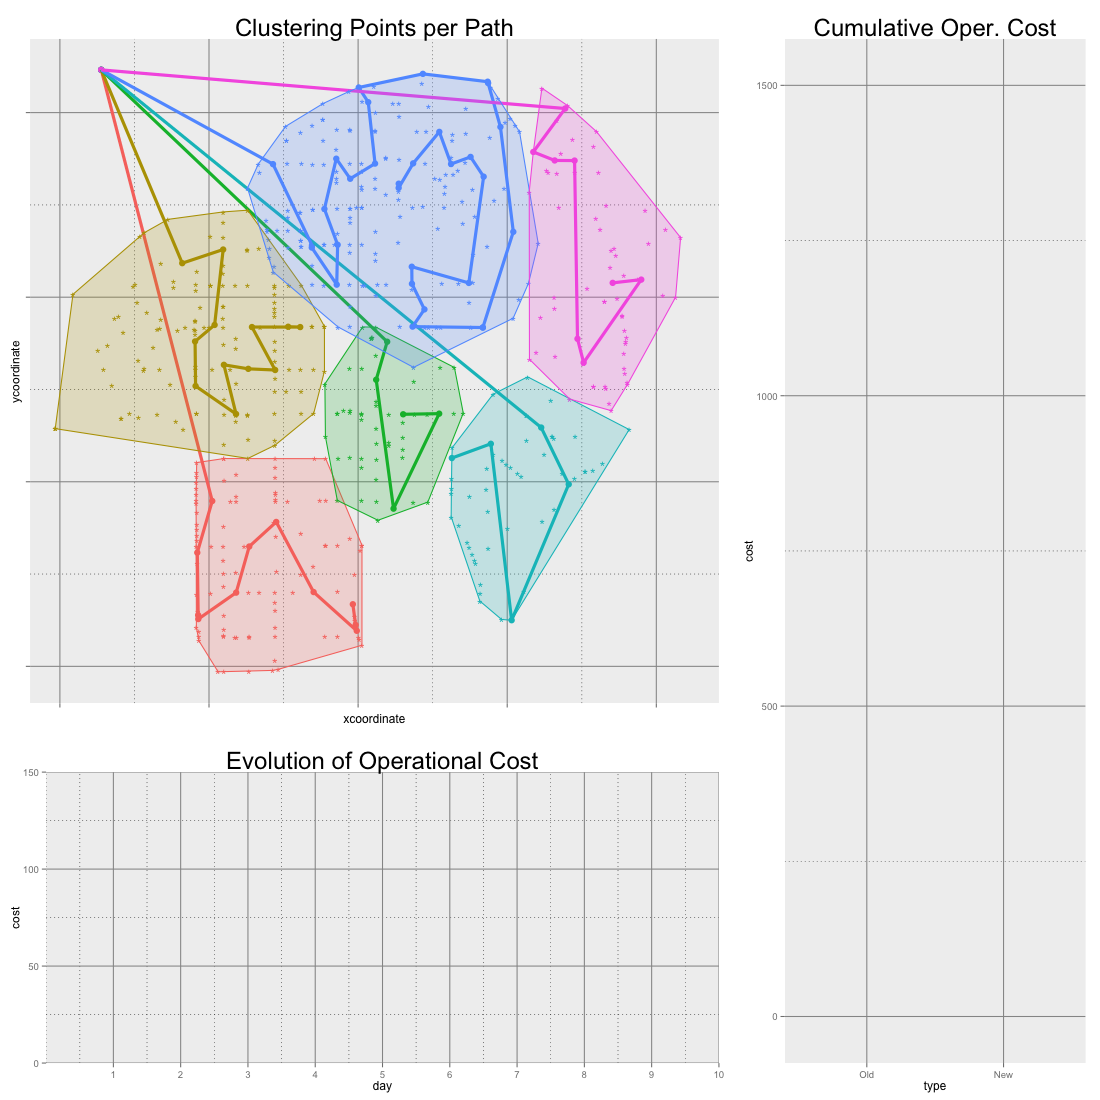 Clustering Points per Path
ycoordinate
xcoordinate
Cumulative Oper. Cost
1500
1000
500
0
cost
Old New
type
Evolution of Operational Cost
150
100
50
0
cost
1 2 3 4 5 6 7 8 9 10
day